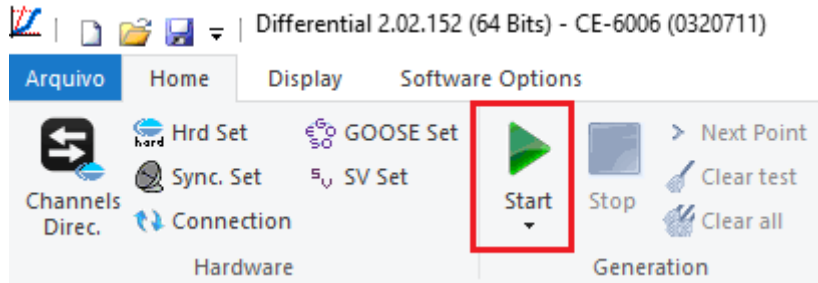 Differential 2.02.152 (64 Bits) - CE-6006 (0320711)
Arquivo Home Display Software Options
Channels Direc.
Hrd Set
Sync. Set
Connection
GOOSE Set
SV Set
Hardware
Start
Stop
Next Point
Clear test
Clear all
Generation